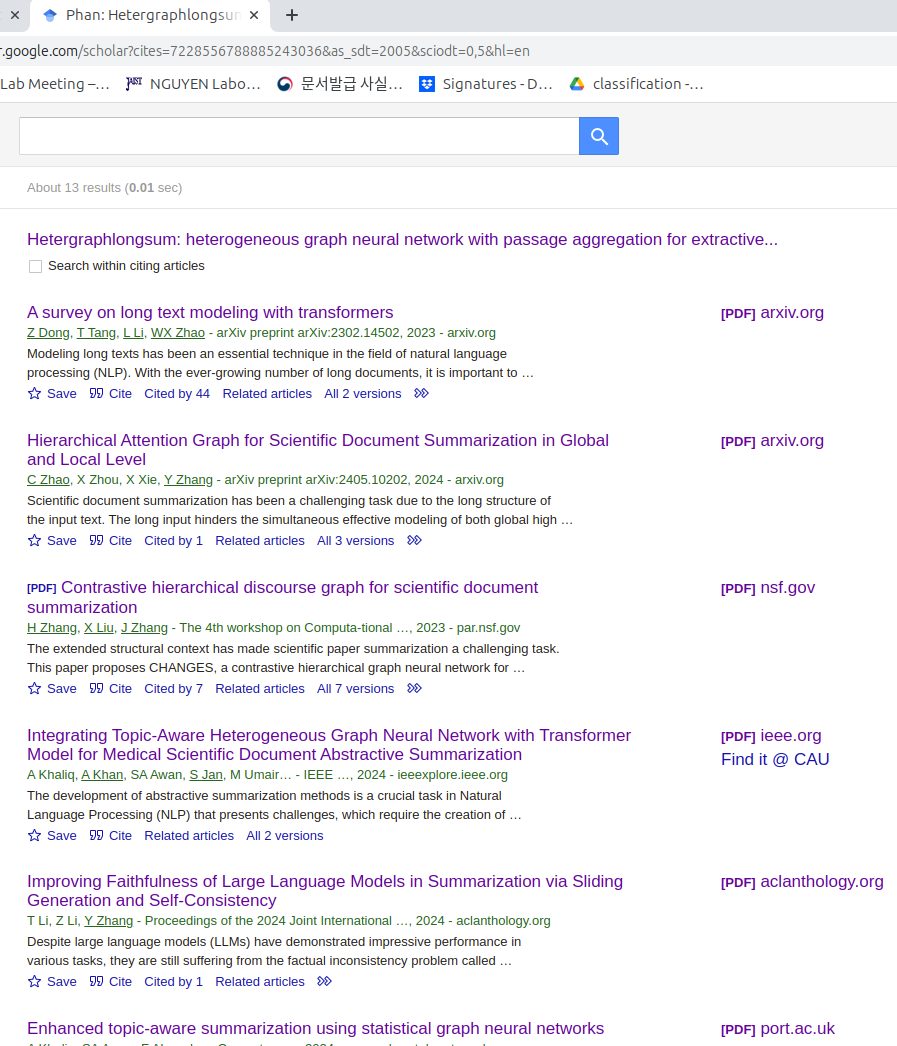 Phan: Hetergraphlongsun
r.google.com/scholar?cites=7228556788885243036&as_sdt=2005&sciodt=0,5&hl=en
Lab Meeting –… NGUYEN Labo… 문서발급 사실… Signatures - D… classification -…
About 13 results (0.01 sec)
Hetergraphlongsum: heterogeneous graph neural network with passage aggregation for extractive...
Search within citing articles
A survey on long text modeling with transformers
[PDF] arxiv.org
Z Dong, T Tang, L Li, WX Zhao - arXiv preprint arXiv:2302.14502, 2023 - arxiv.org
Modeling long texts has been an essential technique in the field of natural language
processing (NLP). With the ever-growing number of long documents, it is important to …
Save Cite Cited by 44 Related articles All 2 versions
Hierarchical Attention Graph for Scientific Document Summarization in Global
and Local Level
[PDF] arxiv.org
C Zhao, X Zhou, X Xie, Y Zhang - arXiv preprint arXiv:2405.10202, 2024 - arxiv.org
Scientific document summarization has been a challenging task due to the long structure of
the input text. The long input hinders the simultaneous effective modeling of both global high …
Save Cite Cited by 1 Related articles All 3 versions
[PDF] Contrastive hierarchical discourse graph for scientific document
summarization
[PDF] nsf.gov
H Zhang, X Liu, J Zhang - The 4th workshop on Computa-tional …, 2023 - par.nsf.gov
The extended structural context has made scientific paper summarization a challenging task.
This paper proposes CHANGES, a contrastive hierarchical graph neural network for …
Save Cite Cited by 7 Related articles All 7 versions
Integrating Topic-Aware Heterogeneous Graph Neural Network with Transformer
Model for Medical Scientific Document Abstractive Summarization
[PDF] ieee.org
Find it @ CAU
A Khaliq, A Khan, SA Awan, S Jan, M Umair… - IEEE …, 2024 - ieeexplore.ieee.org
The development of abstractive summarization methods is a crucial task in Natural
Language Processing (NLP) that presents challenges, which require the creation of …
Save Cite Related articles All 2 versions
Improving Faithfulness of Large Language Models in Summarization via Sliding
Generation and Self-Consistency
[PDF] aclanthology.org
T Li, Z Li, Y Zhang - Proceedings of the 2024 Joint International …, 2024 - aclanthology.org
Despite large language models (LLMs) have demonstrated impressive performance in
various tasks, they are still suffering from the factual inconsistency problem called …
Save Cite Cited by 1 Related articles
Enhanced topic-aware summarization using statistical graph neural networks
[PDF] port.ac.uk